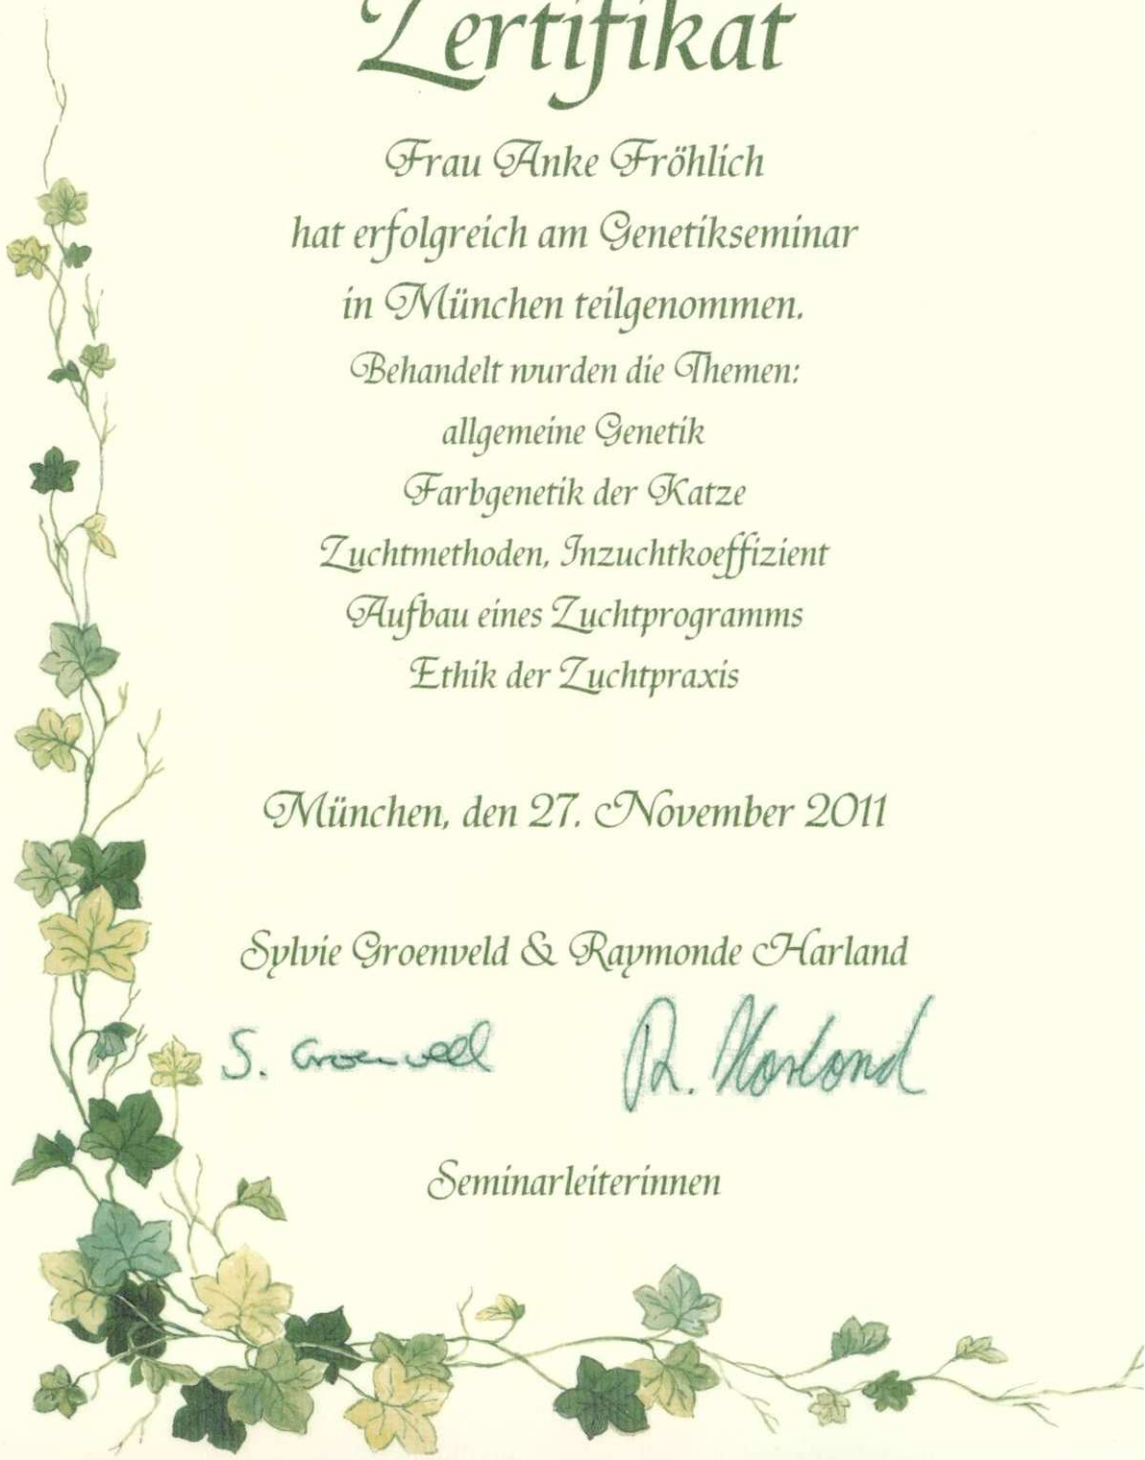 Zertifikat
Frau Anke Fröhlich
hat erfolgreich am Genetikseminar
in München teilgenommen.
Behandelt wurden die Themen:
allgemeine Genetik
Farbgenetik der Katze
Zuchtmethoden, Inzuchtkoeffizient
Aufbau eines Zuchtprogramms
Ethik der Zuchtpraxis
München, den 27. November 2011
Sylvie Groenveld & Raymonde Harland
S. Groenveld R. Harland
Seminarleiterinnen